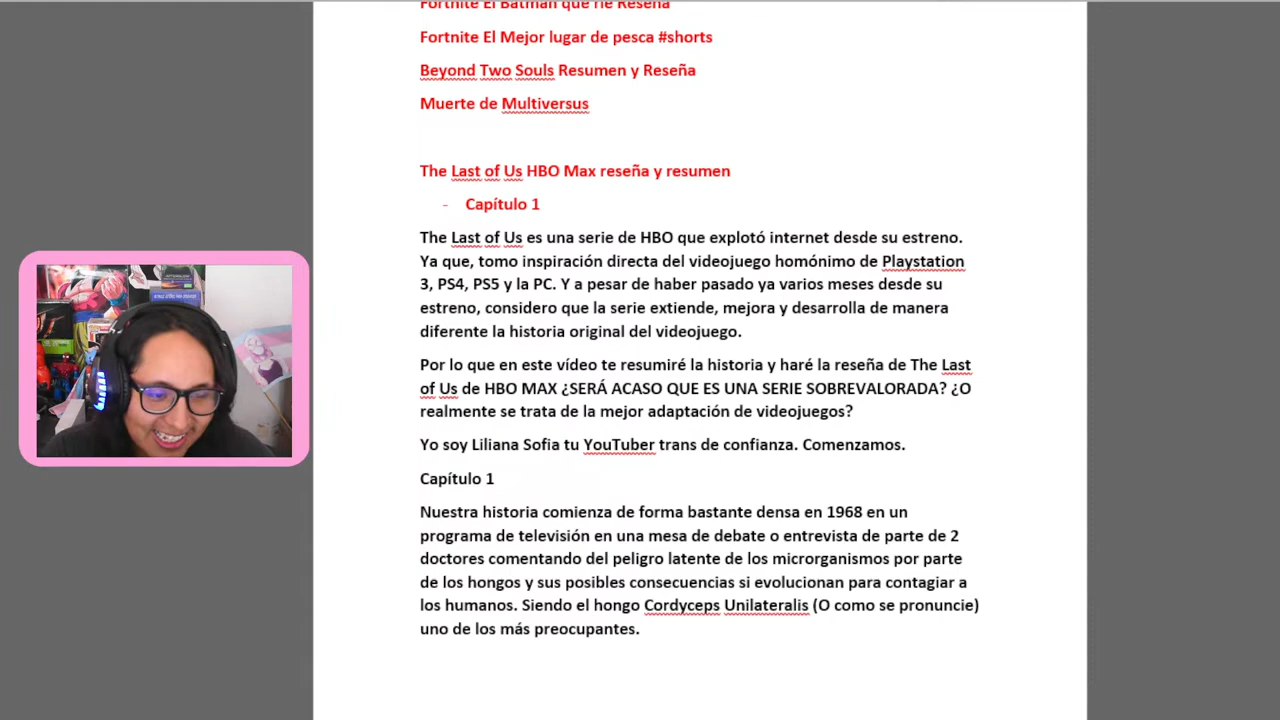 Fortnite El Batman que ríe Reseña
Fortnite El Mejor lugar de pesca #shorts
Beyond Two Souls Resumen y Reseña
Muerte de Multiversus
The Last of Us HBO Max reseña y resumen
- Capítulo 1
The Last of Us es una serie de HBO que explotó internet desde su estreno.
Ya que, tomo inspiración directa del videojuego homónimo de Playstation
3, PS4, PS5 y la PC. Y a pesar de haber pasado ya varios meses desde su
estreno, considero que la serie extiende, mejora y desarrolla de manera
diferente la historia original del videojuego.
Por lo que en este vídeo te resumiré la historia y haré la reseña de The Last
of Us de HBO MAX ¿SERÁ ACASO QUE ES UNA SERIE SOBREVALORADA? ¿O
realmente se trata de la mejor adaptación de videojuegos?
Yo soy Liliana Sofia tu YouTuber trans de confianza. Comenzamos.
Capítulo 1
Nuestra historia comienza de forma bastante densa en 1968 en un
programa de televisión en una mesa de debate o entrevista de parte de 2
doctores comentando del peligro latente de los microrganismos por parte
de los hongos y sus posibles consecuencias si evolucionan para contagiar a
los humanos. Siendo el hongo Cordyceps Unilateralis (O como se pronuncie)
uno de los más preocupantes.